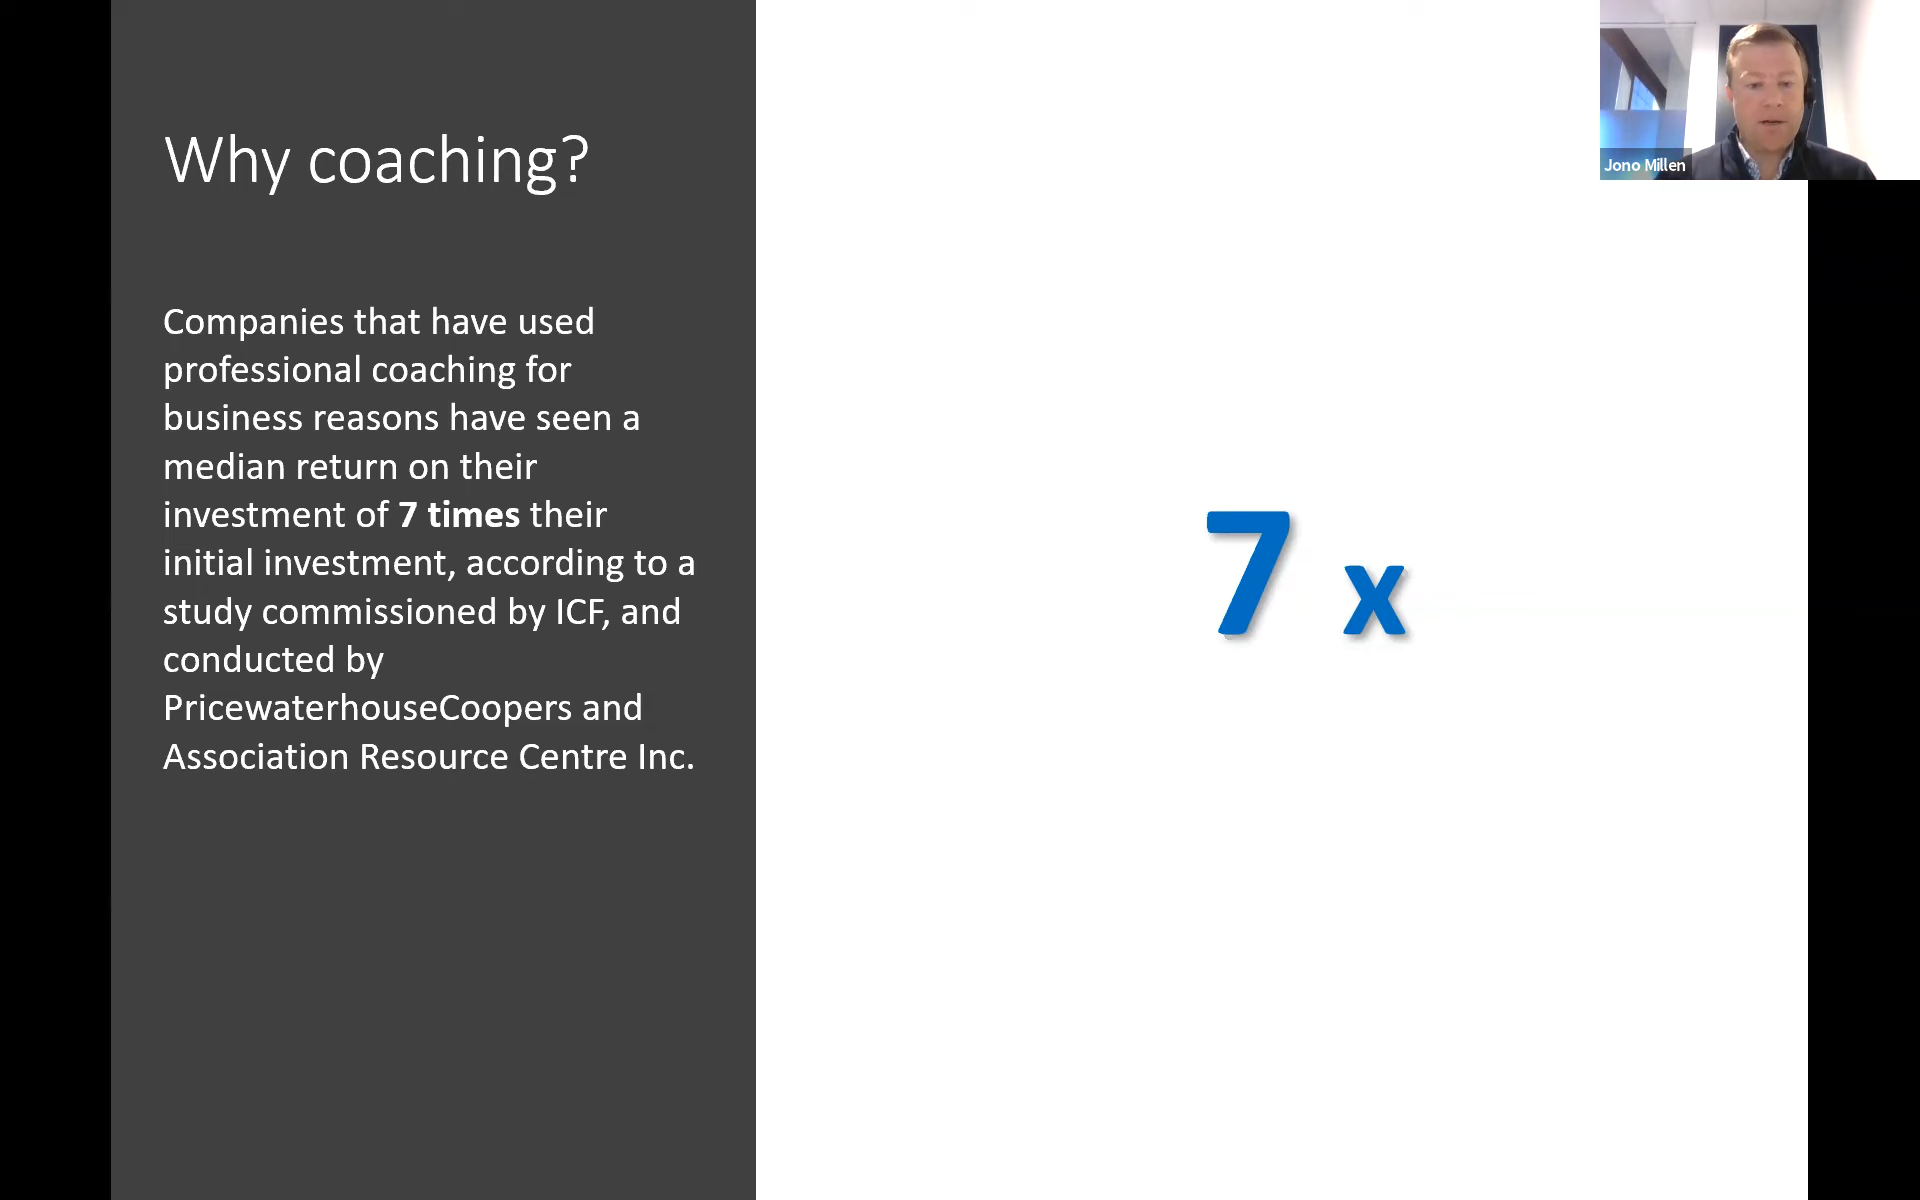 Why coaching?
Companies that have used
professional coaching for
business reasons have seen a
median return on their
investment of 7 times their
initial investment, according to a
study commissioned by ICF, and
conducted by
PricewaterhouseCoopers and
Association Resource Centre Inc.
7 x
Jono Millen